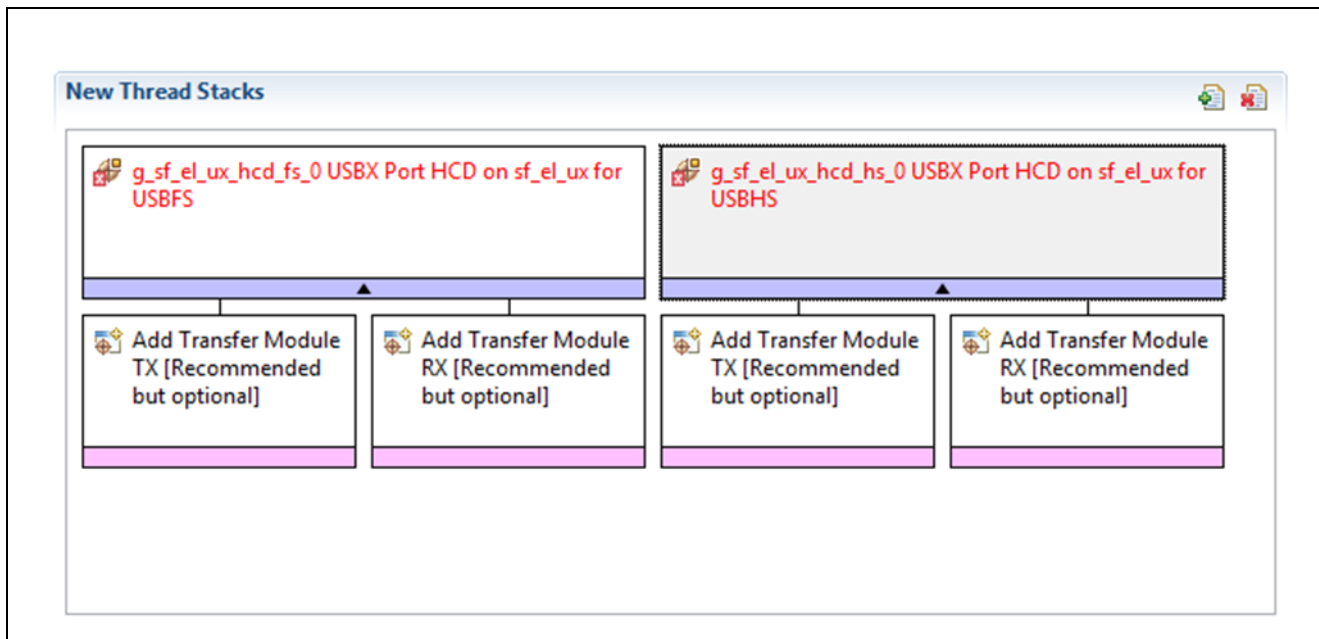 New Thread Stacks
g_sf_el_ux_hcd_fs_0 USBX Port HCD on sf_el_ux for
USBFS
g_sf_el_ux_hcd_hs_0 USBX Port HCD on sf_el_ux for
USBHS
Add Transfer Module
TX [Recommended
but optional]
Add Transfer Module
RX [Recommended
but optional]
Add Transfer Module
TX [Recommended
but optional]
Add Transfer Module
RX [Recommended
but optional]